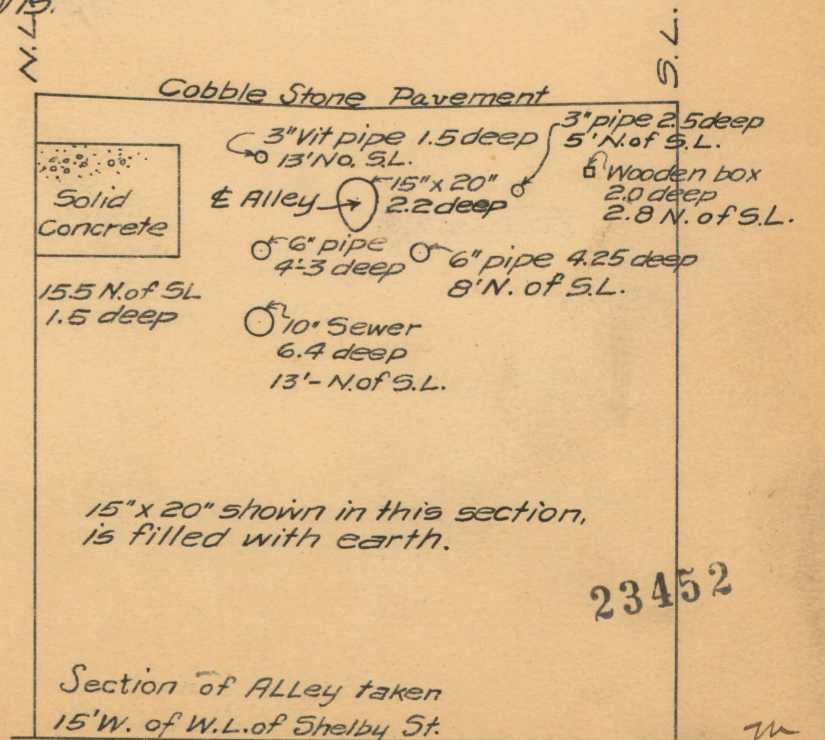 N.L.
S.L.
Cobble Stone Pavement
3" Vit pipe 1.5 deep
13' No. S.L.
3" pipe 2.5 deep
5' N. of S.L.
Wooden box
2.0 deep
2.8 N. of S.L.
Solid
Concrete
℄ Alley
15" x 20"
2.2 deep
6" pipe
4'-3 deep
6" pipe 4.25 deep
8' N. of S.L.
15.5 N. of SL
1.5 deep
10" Sewer
6.4 deep
13'- N. of S.L.
15" x 20" shown in this section,
is filled with earth.
23452
Section of ALLey taken
15' W. of W.L. of Shelby St.